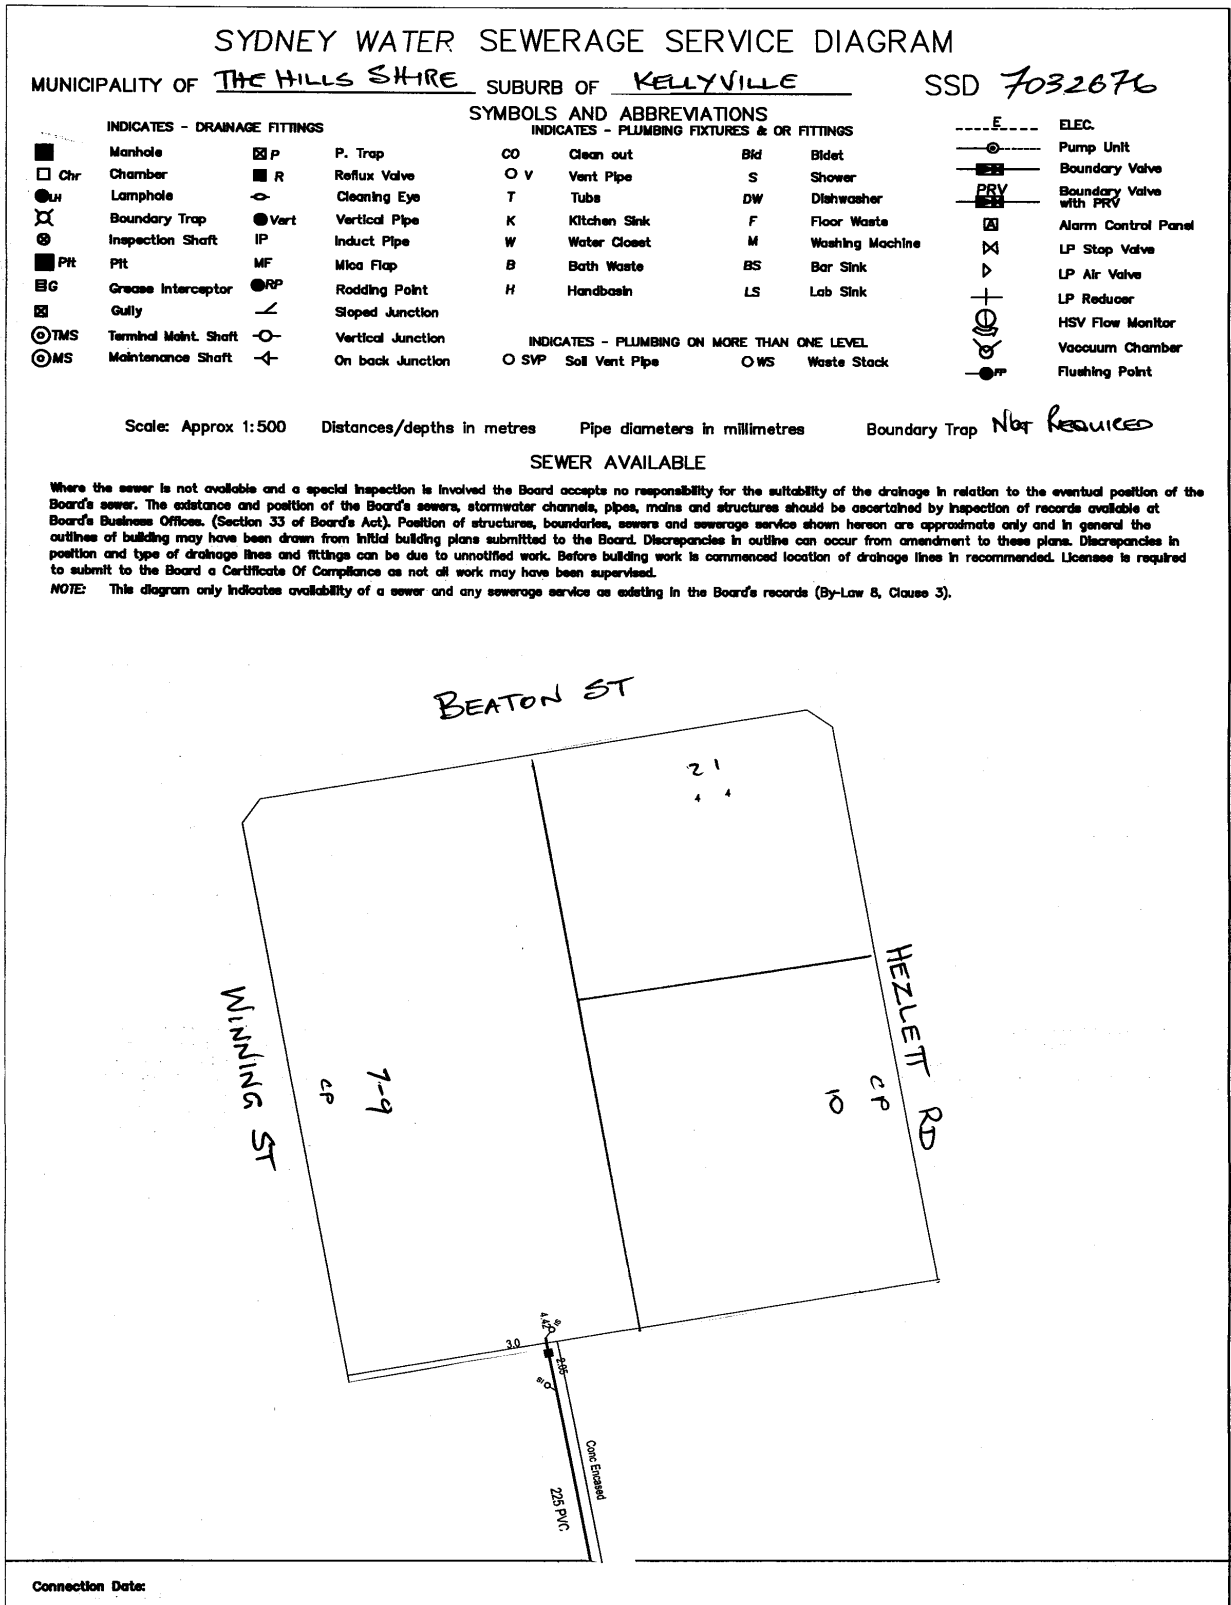 SYDNEY WATER SEWERAGE SERVICE DIAGRAM
MUNICIPALITY OF THE HILLS SHIRE SUBURB OF KELLYVILLE SSD 7032676
SYMBOLS AND ABBREVIATIONS
INDICATES - DRAINAGE FITTINGS
INDICATES - PLUMBING FIXTURES & OR FITTINGS
E ELEC.
Manhole P P. Trap CO Clean out Bid Bidet Pump Unit
Chr Chamber R Reflux Valve V Vent Pipe S Shower Boundary Valve
LH Lamphole Cleaning Eye T Tubs DW Dishwasher PRV Boundary Valve with PRV
Boundary Trap Vert Vertical Pipe K Kitchen Sink F Floor Waste Alarm Control Panel
Inspection Shaft IP Induct Pipe W Water Closet M Washing Machine LP Stop Valve
Pit Pit MF Mica Flap B Bath Waste BS Bar Sink LP Air Valve
G Grease Interceptor RP Rodding Point H Handbasin LS Lab Sink LP Reducer
Gully Sloped Junction HSV Flow Monitor
TMS Terminal Maint. Shaft Vertical Junction INDICATES - PLUMBING ON MORE THAN ONE LEVEL Vaccuum Chamber
MS Maintenance Shaft On back Junction SVP Soil Vent Pipe WS Waste Stack FP Flushing Point
Scale: Approx 1:500 Distances/depths in metres Pipe diameters in millimetres Boundary Trap NOT REQUIRED
SEWER AVAILABLE
Where the sewer is not available and a special inspection is involved the Board accepts no responsibility for the suitability of the drainage in relation to the eventual position of the
Board's sewer. The existance and position of the Board's sewers, stormwater channels, pipes, mains and structures should be ascertained by inspection of records available at
Board's Business Offices. (Section 33 of Board's Act). Position of structures, boundaries, sewers and sewerage service shown hereon are approximate only and in general the
outlines of building may have been drawn from initial building plans submitted to the Board. Discrepancies in outline can occur from amendment to these plans. Discrepancies in
position and type of drainage lines and fittings can be due to unnotified work. Before building work is commenced location of drainage lines in recommended. Licensee is required
to submit to the Board a Certificate Of Compliance as not all work may have been supervised.
NOTE: This diagram only indicates availability of a sewer and any sewerage service as existing in the Board's records (By-Law 8, Clause 3).
BEATON ST
2 1
4 4
HEZLETT RD
WINNING ST
CP
7-9
CP
10
4.42
3.0
2.05
Conc Encased
225 PVC
Connection Date: